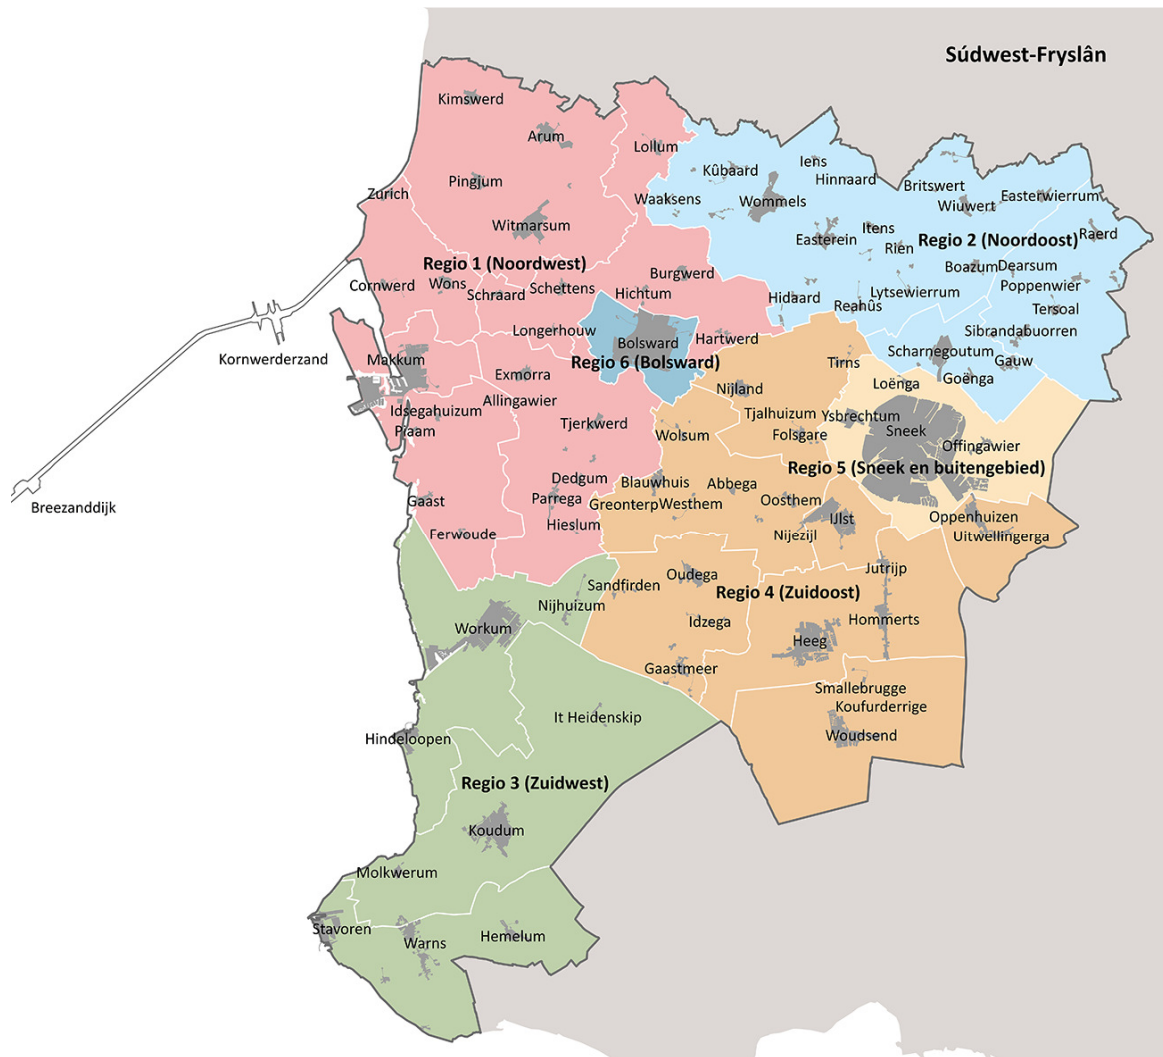 Súdwest-Fryslân
Kimswerd
Arum
Lollum
Pingjum
Zurich
Witmarsum
Regio 1 (Noordwest)
Burgwerd
Cornwerd
Wons
Schraard
Schettens
Hichtum
Longerhouw
Hartwerd
Kornwerderzand
Makkum
Exmorra
Allingawier
Idsegahuizum
Piaam
Tjerkwerd
Dedgum
Parrega
Hieslum
Gaast
Ferwoude
Breezanddijk
Bolsward
Regio 6 (Bolsward)
Kûbaard
Iens
Hinnaard
Waaksens
Wommels
Britswert
Wiuwert
Easterwierrum
Easterein
Itens
Rien
Regio 2 (Noordoost)
Raerd
Boazum
Dearsum
Poppenwier
Hidaard
Reahûs
Lytsewierrum
Tersoal
Sibrandabuorren
Scharnegoutum
Gauw
Goënga
Loënga
Ysbrechtum
Sneek
Offingawier
Regio 5 (Sneek en buitengebied)
Tirns
Nijland
Tjalhuizum
Wolsum
Folsgare
Blauwhuis
Abbega
Greonterp
Westhem
Oosthem
IJlst
Nijezijl
Oppenhuizen
Uitwellingerga
Sandfirden
Oudega
Regio 4 (Zuidoost)
Jutrijp
Idzega
Hommerts
Heeg
Gaastmeer
Smallebrugge
Koufurderrige
Woudsend
Nijhuizum
Workum
It Heidenskip
Hindeloopen
Regio 3 (Zuidwest)
Koudum
Molkwerum
Stavoren
Warns
Hemelum